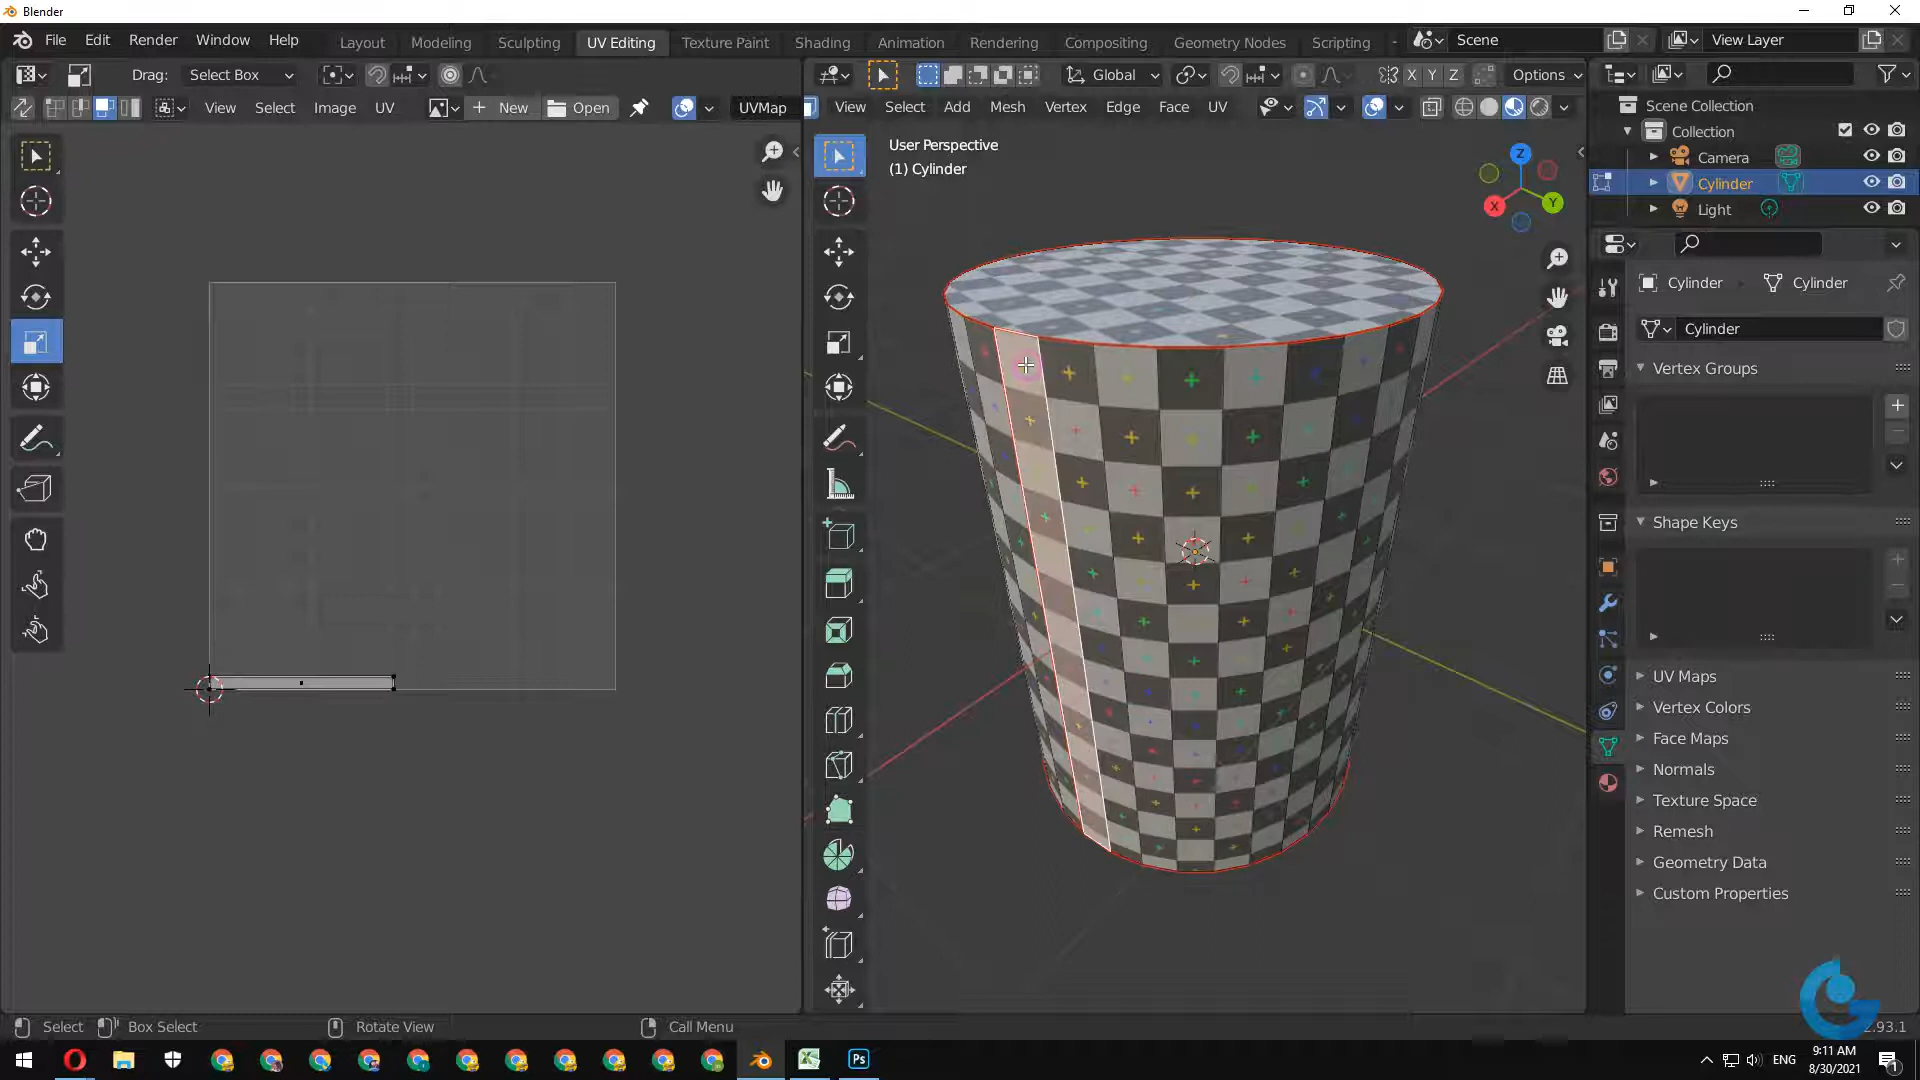 Blender
File Edit Render Window Help
Layout Modeling Sculpting UV Editing Texture Paint Shading Animation Rendering Compositing Geometry Nodes Scripting
Scene
View Layer
Drag: Select Box
Global
X Y Z
Options
View Select Image UV
New
Open
UVMap
View Select Add Mesh Vertex Edge Face UV
User Perspective
(1) Cylinder
Z
X
Y
Scene Collection
Collection
Camera
Cylinder
Light
Cylinder
Cylinder
Cylinder
Vertex Groups
Shape Keys
UV Maps
Vertex Colors
Face Maps
Normals
Texture Space
Remesh
Geometry Data
Custom Properties
Select
Box Select
Rotate View
Call Menu
.93.1
Ps
ENG
9:11 AM
8/30/2021
1